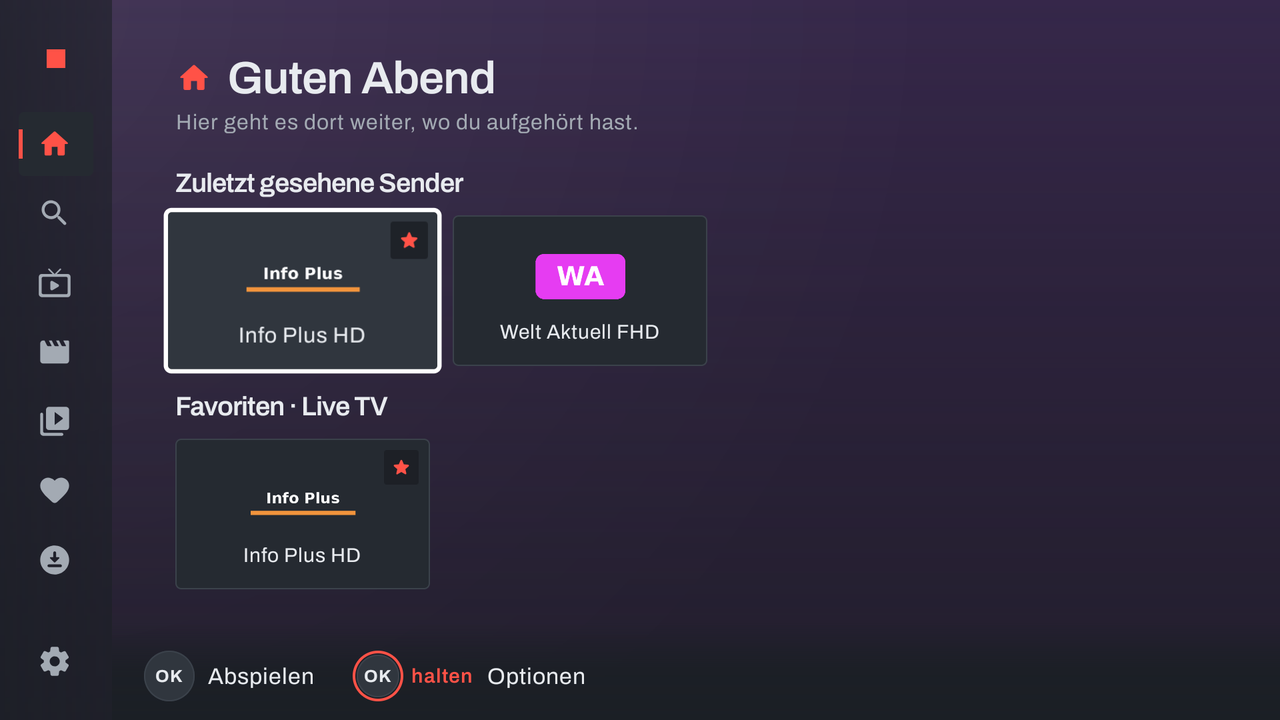 Guten Abend
Hier geht es dort weiter, wo du aufgehört hast.
Zuletzt gesehene Sender
Info Plus
Info Plus HD
WA
Welt Aktuell FHD
Favoriten · Live TV
Info Plus
Info Plus HD
OK Abspielen OK halten Optionen